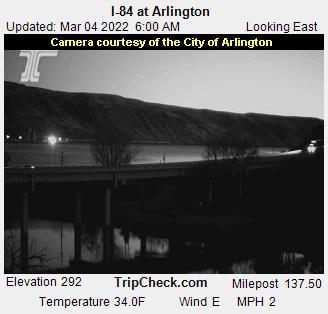 I-84 at Arlington
Updated: Mar 04 2022 6:00 AM Looking East
Camera courtesy of the City of Arlington
Elevation 292 TripCheck.com Milepost 137.50
Temperature 34.0F Wind E MPH 2